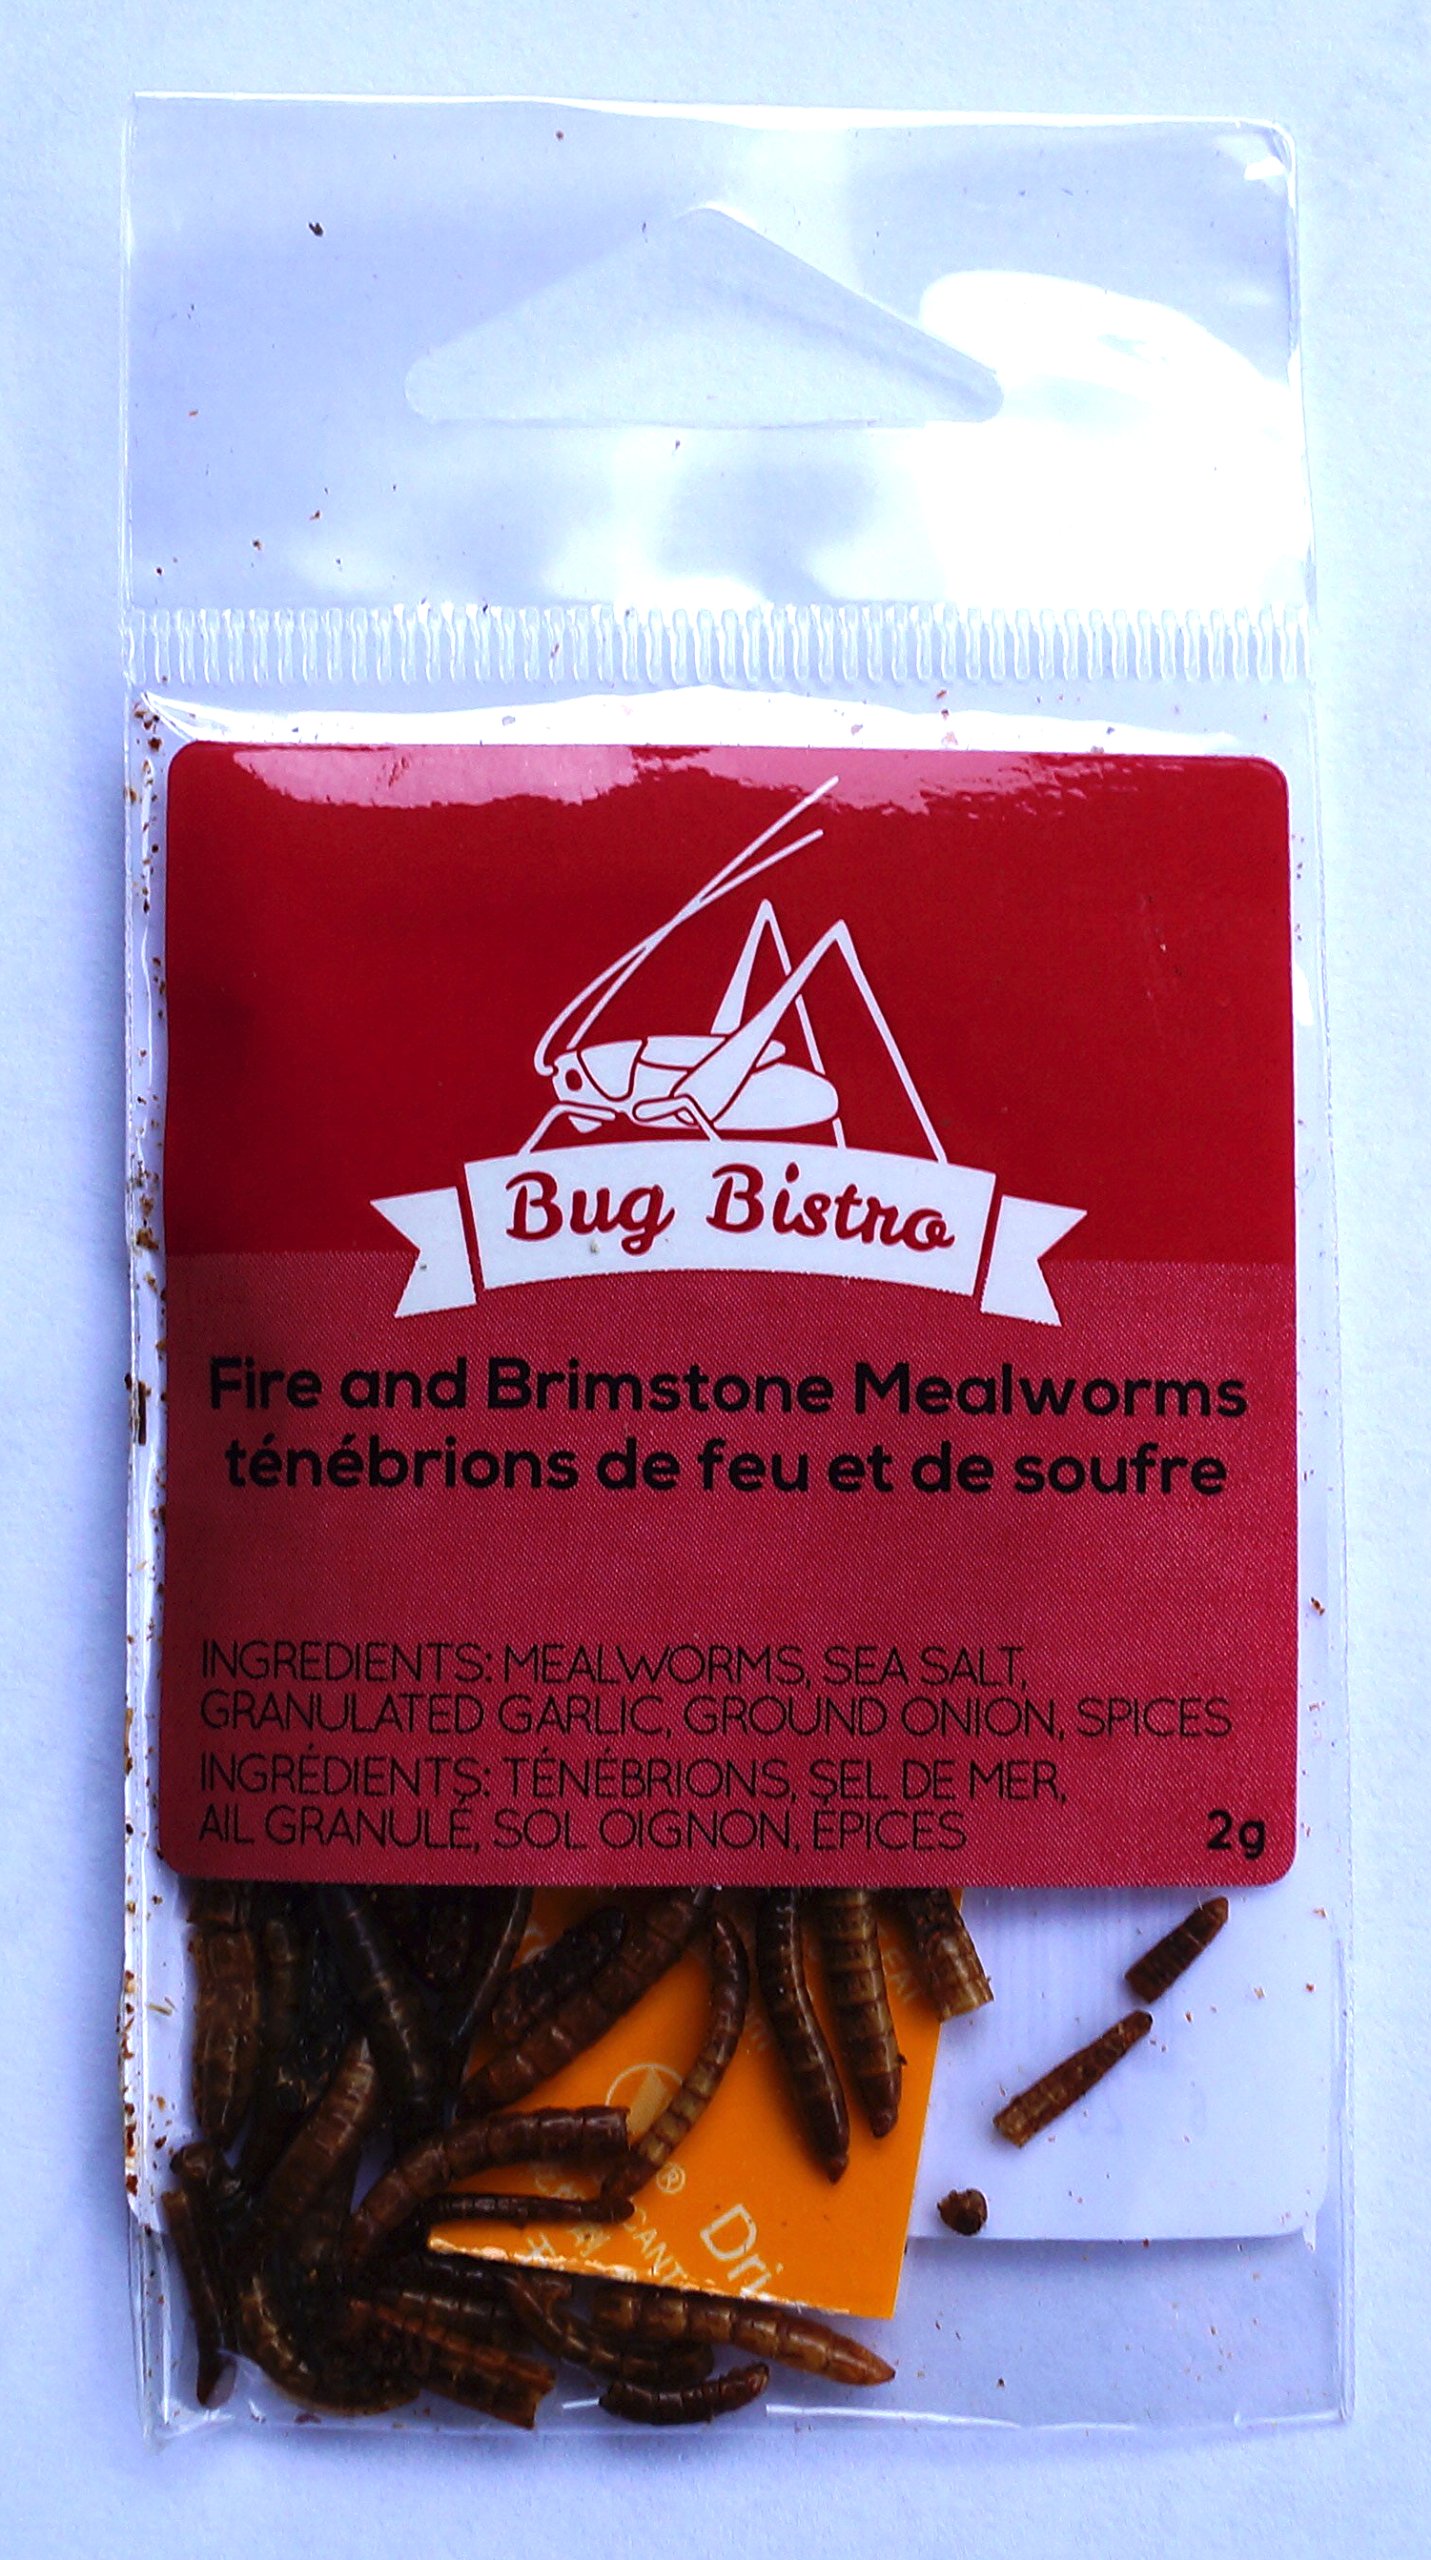 Bug Bistro
Fire and Brimstone Mealworms
ténébrions de feu et de soufre
INGREDIENTS: MEALWORMS, SEA SALT,
GRANULATED GARLIC, GROUND ONION, SPICES
INGRÉDIENTS: TÉNÉBRIONS, SEL DE MER,
AIL GRANULÉ, SOL OIGNON, ÉPICES
2g
®
Dri